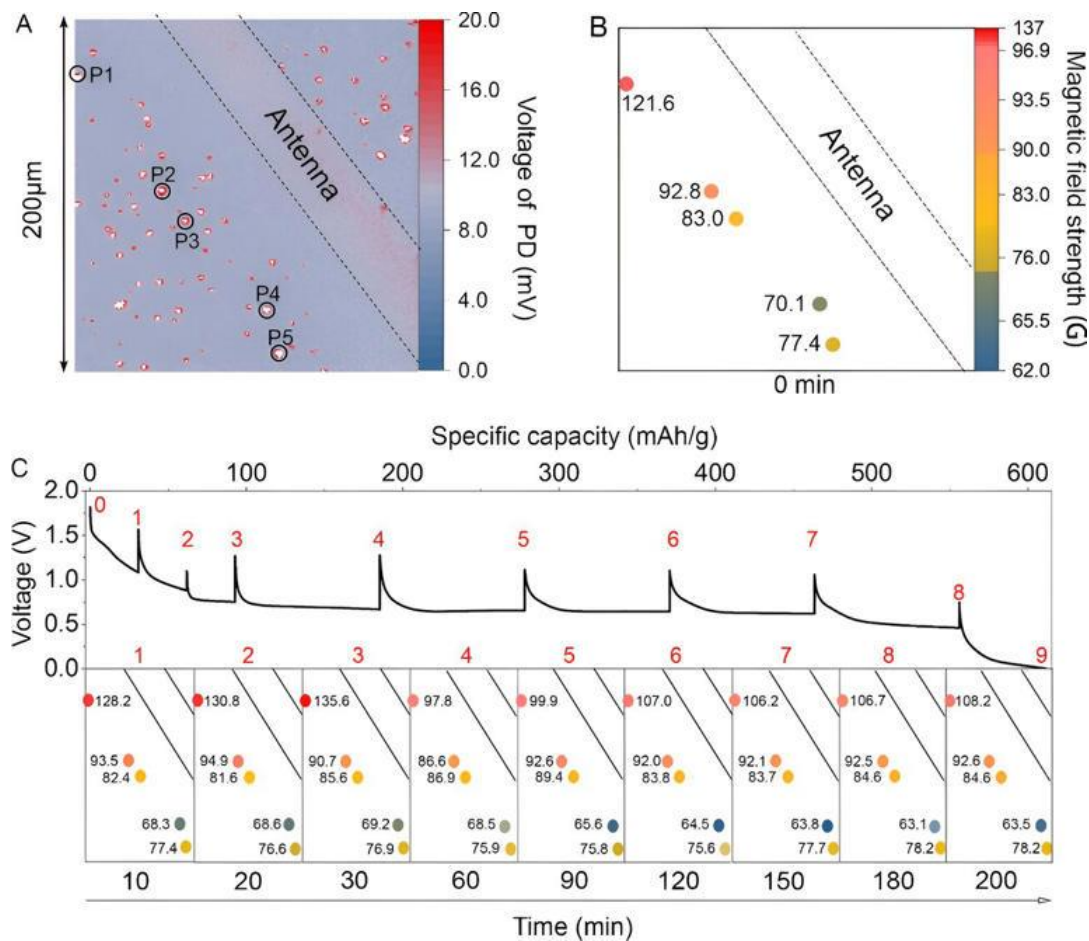 A
P1
P2
P3
P4
P5
Antenna
200μm
20.0
16.0
12.0
8.0
4.0
0.0
Voltage of PD (mV)
B
121.6
92.8
83.0
70.1
77.4
Antenna
0 min
137
96.9
93.5
90.0
83.0
76.0
65.5
62.0
Magnetic field strength (G)
C
Specific capacity (mAh/g)
0 100 200 300 400 500 600
Voltage (V)
2.0
1.5
1.0
0.5
0.0
0 1 2 3 4 5 6 7 8 9
1 2 3 4 5 6 7 8
128.2 130.8 135.6 97.8 99.9 107.0 106.2 106.7 108.2
93.5 94.9 90.7 86.6 92.6 92.0 92.1 92.5 92.6
82.4 81.6 85.6 86.9 89.4 83.8 83.7 84.6 84.6
68.3 68.6 69.2 68.5 65.6 64.5 63.8 63.1 63.5
77.4 76.6 76.9 75.9 75.8 75.6 77.7 78.2 78.2
10 20 30 60 90 120 150 180 200
Time (min)